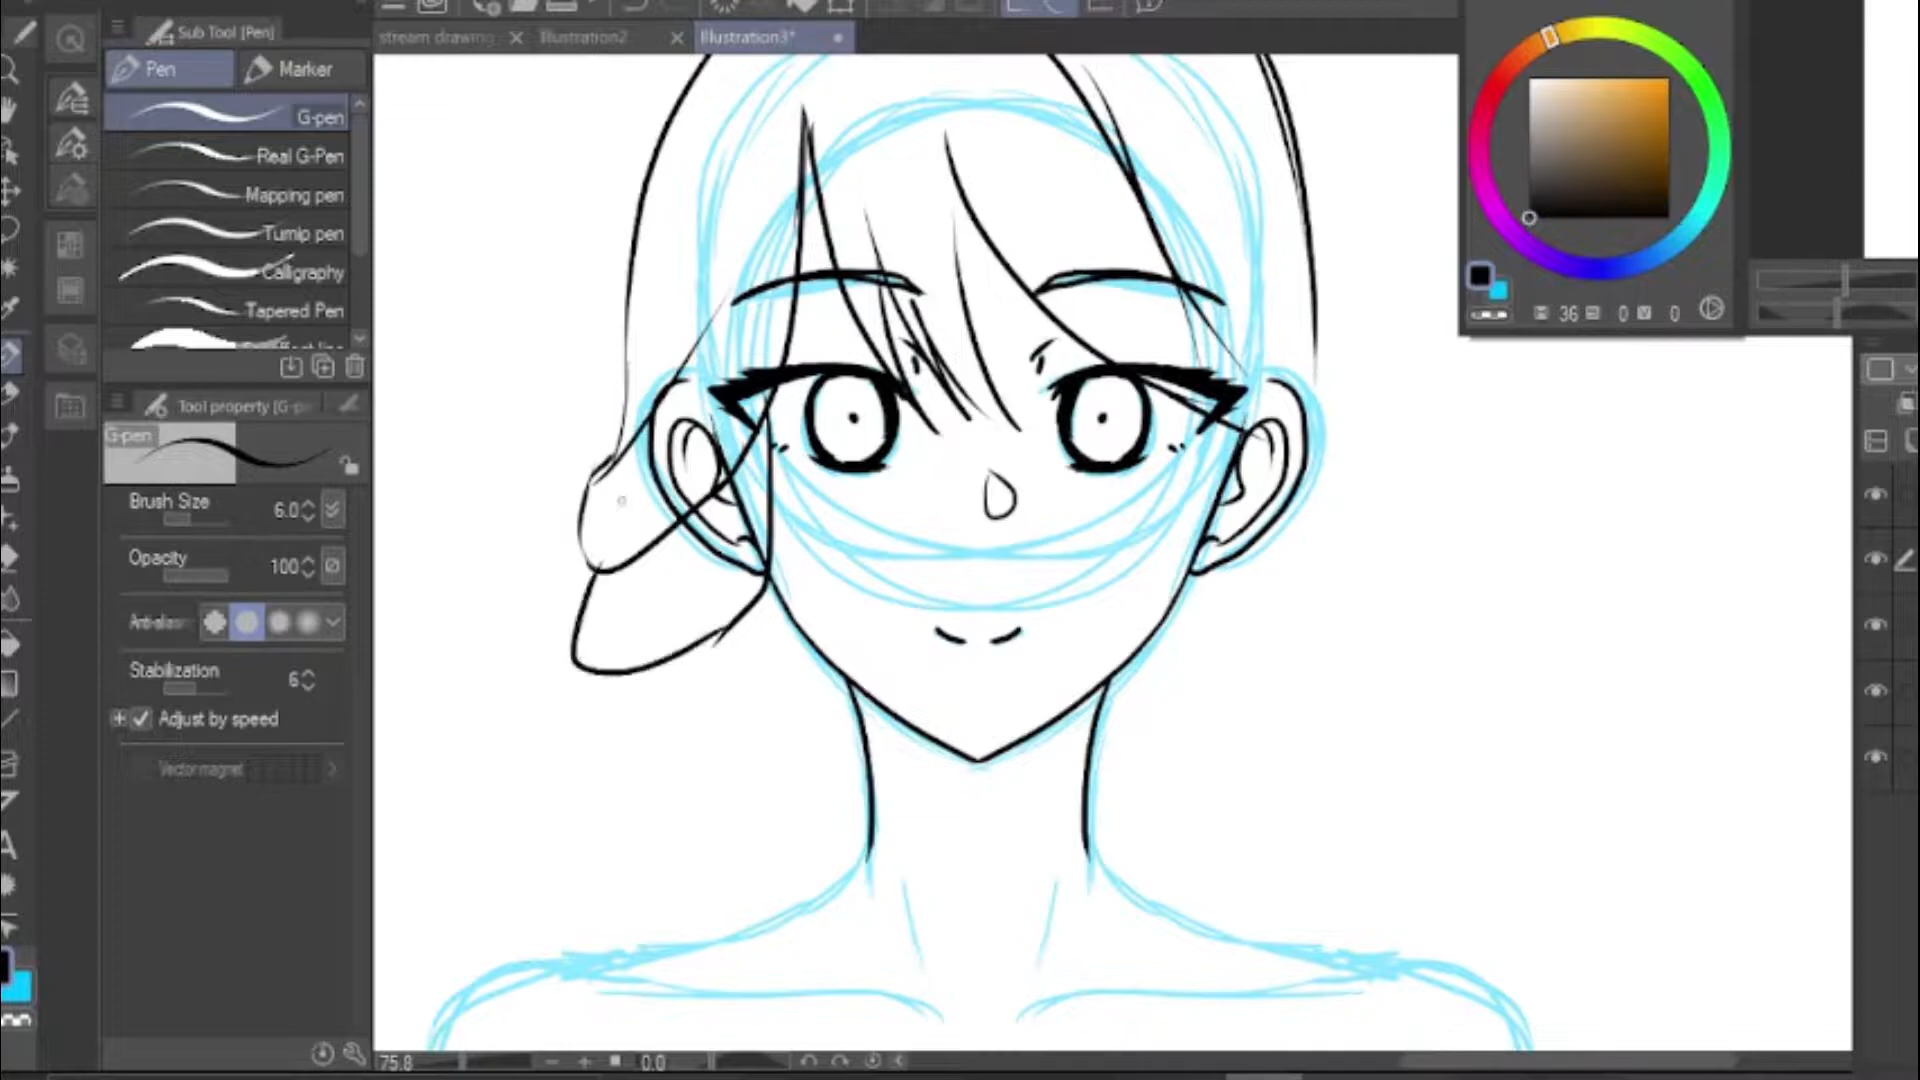 Sub Tool [Pen]
stream drawing
Illustration2
Illustration3*
Pen
Marker
G-pen
Real G-Pen
Mapping pen
Turnip pen
Calligraphy
Tapered Pen
36 0 0
Tool property [G-p
G-pen
Brush Size
6.0
Opacity
100
Anti-alias
Stabilization
6
Adjust by speed
Vector magnet
A
75.8
0.0